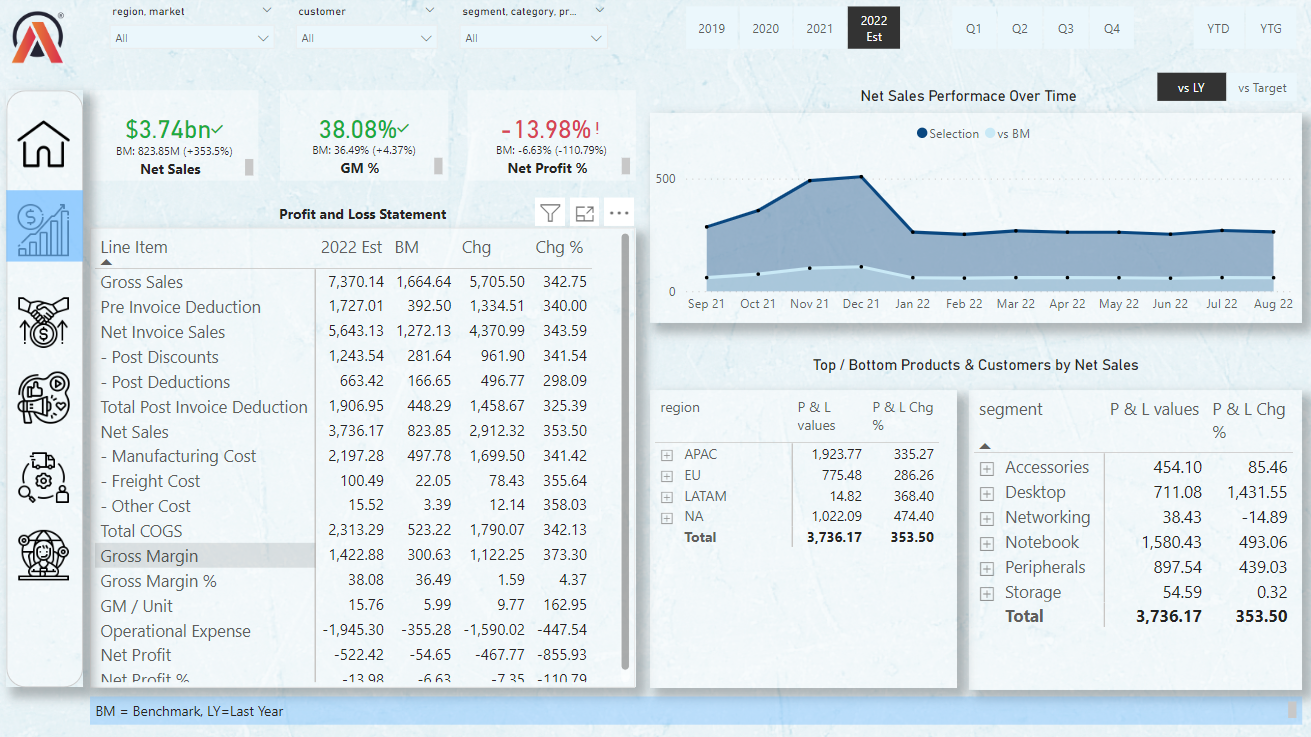 region, market
customer
segment, category, pr...
All
All
All
2019
2020
2021
2022
Est
Q1
Q2
Q3
Q4
YTD
YTG
vs LY
vs Target
$3.74bn
BM: 823.85M (+353.5%)
Net Sales
38.08%
BM: 36.49% (+4.37%)
GM %
-13.98% !
BM: -6.63% (-110.79%)
Net Profit %
Net Sales Performace Over Time
Selection
vs BM
500
0
Sep 21 Oct 21 Nov 21 Dec 21 Jan 22 Feb 22 Mar 22 Apr 22 May 22 Jun 22 Jul 22 Aug 22
Profit and Loss Statement
Line Item 2022 Est BM Chg Chg %
Gross Sales 7,370.14 1,664.64 5,705.50 342.75
Pre Invoice Deduction 1,727.01 392.50 1,334.51 340.00
Net Invoice Sales 5,643.13 1,272.13 4,370.99 343.59
- Post Discounts 1,243.54 281.64 961.90 341.54
- Post Deductions 663.42 166.65 496.77 298.09
Total Post Invoice Deduction 1,906.95 448.29 1,458.67 325.39
Net Sales 3,736.17 823.85 2,912.32 353.50
- Manufacturing Cost 2,197.28 497.78 1,699.50 341.42
- Freight Cost 100.49 22.05 78.43 355.64
- Other Cost 15.52 3.39 12.14 358.03
Total COGS 2,313.29 523.22 1,790.07 342.13
Gross Margin 1,422.88 300.63 1,122.25 373.30
Gross Margin % 38.08 36.49 1.59 4.37
GM / Unit 15.76 5.99 9.77 162.95
Operational Expense -1,945.30 -355.28 -1,590.02 -447.54
Net Profit -522.42 -54.65 -467.77 -855.93
Net Profit % -13.98 -6.63 -7.35 -110.79
Top / Bottom Products & Customers by Net Sales
region P & L values P & L Chg %
APAC 1,923.77 335.27
EU 775.48 286.26
LATAM 14.82 368.40
NA 1,022.09 474.40
Total 3,736.17 353.50
segment P & L values P & L Chg %
Accessories 454.10 85.46
Desktop 711.08 1,431.55
Networking 38.43 -14.89
Notebook 1,580.43 493.06
Peripherals 897.54 439.03
Storage 54.59 0.32
Total 3,736.17 353.50
BM = Benchmark, LY=Last Year